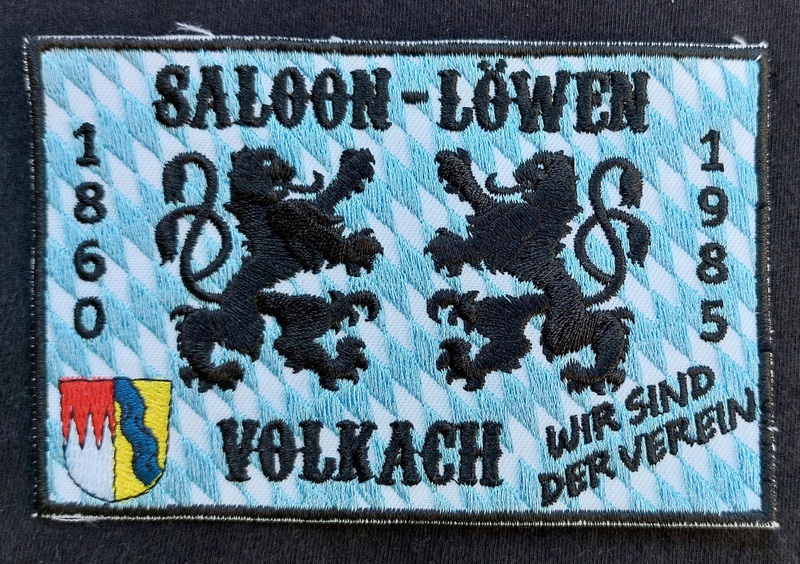 SALOON-LÖWEN
1860
1985
VOLKACH
WIR SIND
DER VEREIN